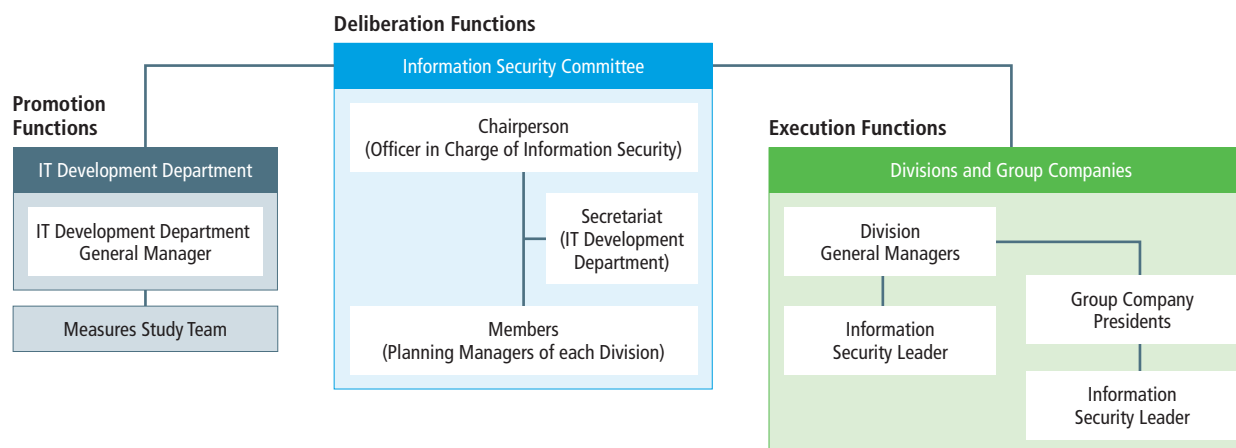 Deliberation Functions
Information Security Committee
Chairperson
(Officer in Charge of Information Security)
Secretariat
(IT Development
Department)
Members
(Planning Managers of each Division)
Promotion
Functions
IT Development Department
IT Development Department
General Manager
Measures Study Team
Execution Functions
Divisions and Group Companies
Division
General Managers
Information
Security Leader
Group Company
Presidents
Information
Security Leader